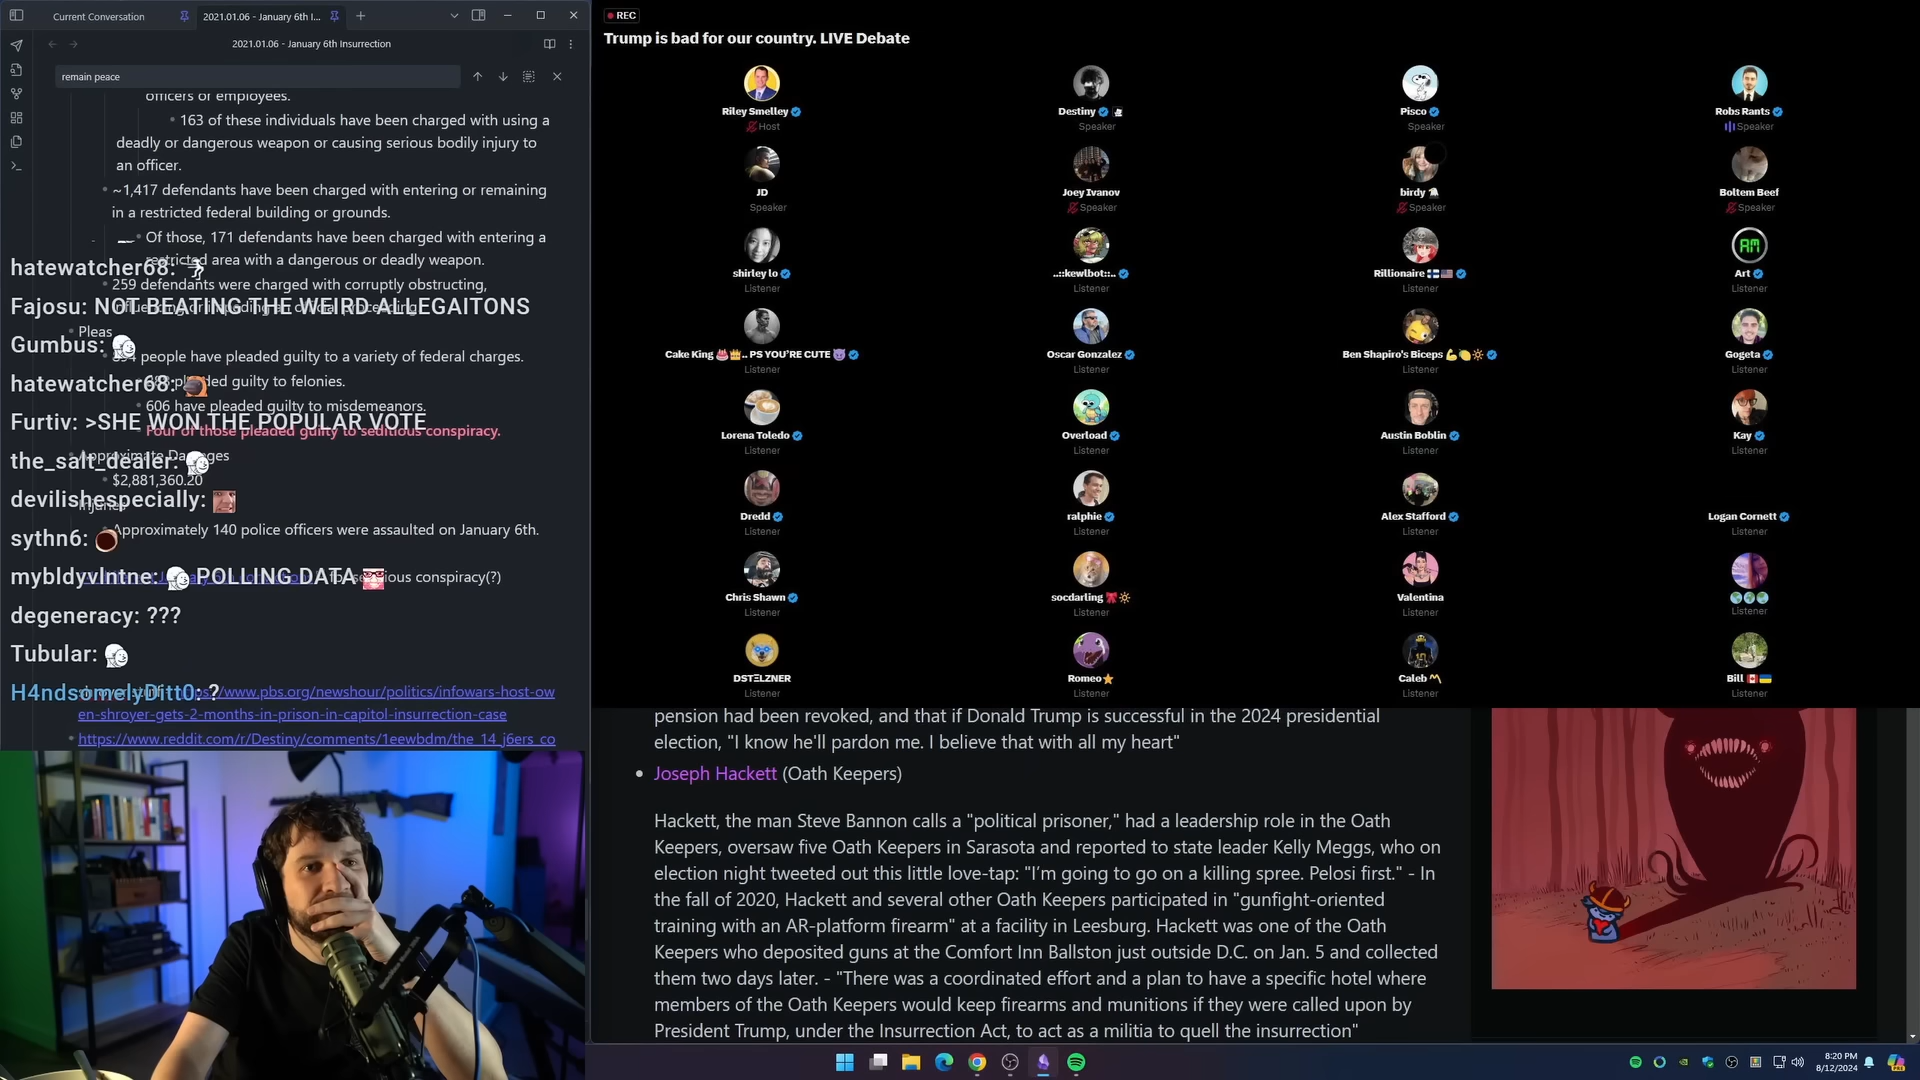 Current Conversation
2021.01.06 - January 6th I...
2021.01.06 - January 6th Insurrection
remain peace
officers or employees.
163 of these individuals have been charged with using a
deadly or dangerous weapon or causing serious bodily injury to
an officer.
~1,417 defendants have been charged with entering or remaining
in a restricted federal building or grounds.
Of those, 171 defendants have been charged with entering a
restricted area with a dangerous or deadly weapon.
hatewatcher68:
259 defendants were charged with corruptly obstructing,
Fajosu: NOT BEATING THE WEIRD ALLEGAITONS
Pleas
Gumbus:
people have pleaded guilty to a variety of federal charges.
hatewatcher68:
guilty to felonies.
606 have pleaded guilty to misdemeanors.
Furtiv: >SHE WON THE POPULAR VOTE
Four of those pleaded guilty to seditious conspiracy.
the_salt_dealer:
$2,881,360.20
devilishespecially:
Approximately 140 police officers were assaulted on January 6th.
sythn6:
mybldyvlntne: POLLING DATA
conspiracy(?)
degeneracy: ???
Tubular:
H4ndsomelyDitt0: ?
https://www.pbs.org/newshour/politics/infowars-host-ow
en-shroyer-gets-2-months-in-prison-in-capitol-insurrection-case
https://www.reddit.com/r/Destiny/comments/1eewbdm/the_14_j6ers_co
REC
Trump is bad for our country. LIVE Debate
Riley Smelley Destiny Pisco Robs Rants
Host Speaker Speaker Speaker
JD Joey Ivanov birdy Boltem Beef
Speaker Speaker Speaker Speaker
shirley lo ..::kewlbot::.. Rillionaire 🇫🇮🇺🇸 Art
Listener Listener Listener Listener
Cake King 🎂👑.. PS YOU'RE CUTE 😈 Oscar Gonzalez Ben Shapiro's Biceps 💪🍋🔆 Gogeta
Listener Listener Listener Listener
Lorena Toledo Overload Austin Boblin Kay
Listener Listener Listener Listener
Dredd ralphie Alex Stafford Logan Cornett
Listener Listener Listener Listener
Chris Shawn socdarling 🎀🔆 Valentina
Listener Listener Listener Listener
DSTΞLZNER Romeo⭐ Caleb Bill 🇨🇦🇺🇦
Listener Listener Listener Listener
pension had been revoked, and that if Donald Trump is successful in the 2024 presidential
election, "I know he'll pardon me. I believe that with all my heart"
Joseph Hackett (Oath Keepers)
Hackett, the man Steve Bannon calls a "political prisoner," had a leadership role in the Oath
Keepers, oversaw five Oath Keepers in Sarasota and reported to state leader Kelly Meggs, who on
election night tweeted out this little love-tap: "I'm going to go on a killing spree. Pelosi first." - In
the fall of 2020, Hackett and several other Oath Keepers participated in "gunfight-oriented
training with an AR-platform firearm" at a facility in Leesburg. Hackett was one of the Oath
Keepers who deposited guns at the Comfort Inn Ballston just outside D.C. on Jan. 5 and collected
them two days later. - "There was a coordinated effort and a plan to have a specific hotel where
members of the Oath Keepers would keep firearms and munitions if they were called upon by
President Trump, under the Insurrection Act, to act as a militia to quell the insurrection"
8:20 PM
8/12/2024